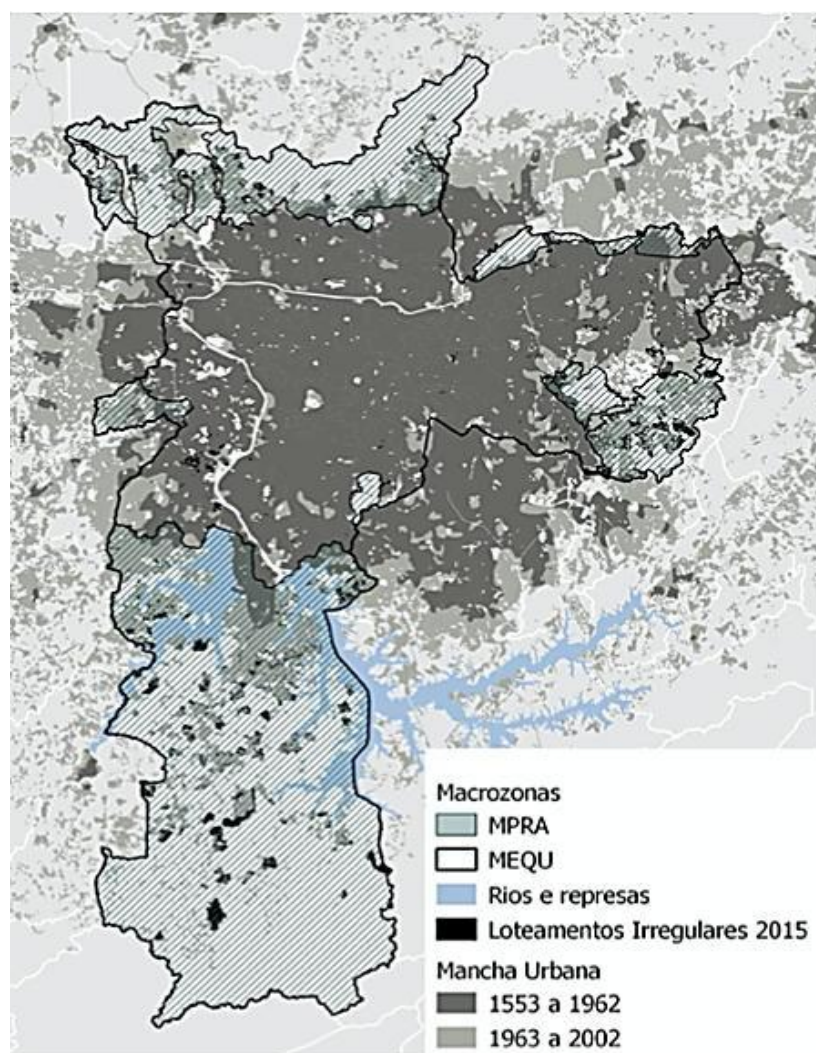 Macrozonas
MPRA
MEQU
Rios e represas
Loteamentos Irregulares 2015
Mancha Urbana
1553 a 1962
1963 a 2002